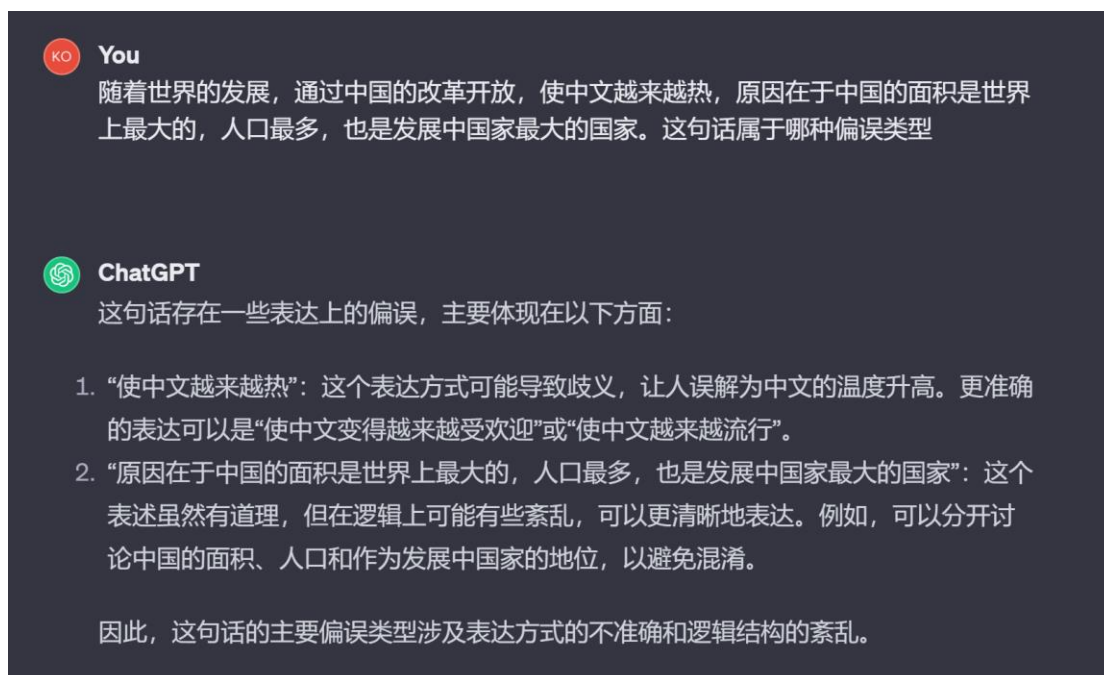 KO
You
随着世界的发展，通过中国的改革开放，使中文越来越热，原因在于中国的面积是世界
上最大的，人口最多，也是发展中国家最大的国家。这句话属于哪种偏误类型
ChatGPT
这句话存在一些表达上的偏误，主要体现在以下方面：
1. “使中文越来越热”：这个表达方式可能导致歧义，让人误解为中文的温度升高。更准确
的表达可以是“使中文变得越来越受欢迎”或“使中文越来越流行”。
2. “原因在于中国的面积是世界上最大的，人口最多，也是发展中国家最大的国家”：这个
表述虽然有道理，但在逻辑上可能有些紊乱，可以更清晰地表达。例如，可以分开讨
论中国的面积、人口和作为发展中国家的地位，以避免混淆。
因此，这句话的主要偏误类型涉及表达方式的不准确和逻辑结构的紊乱。